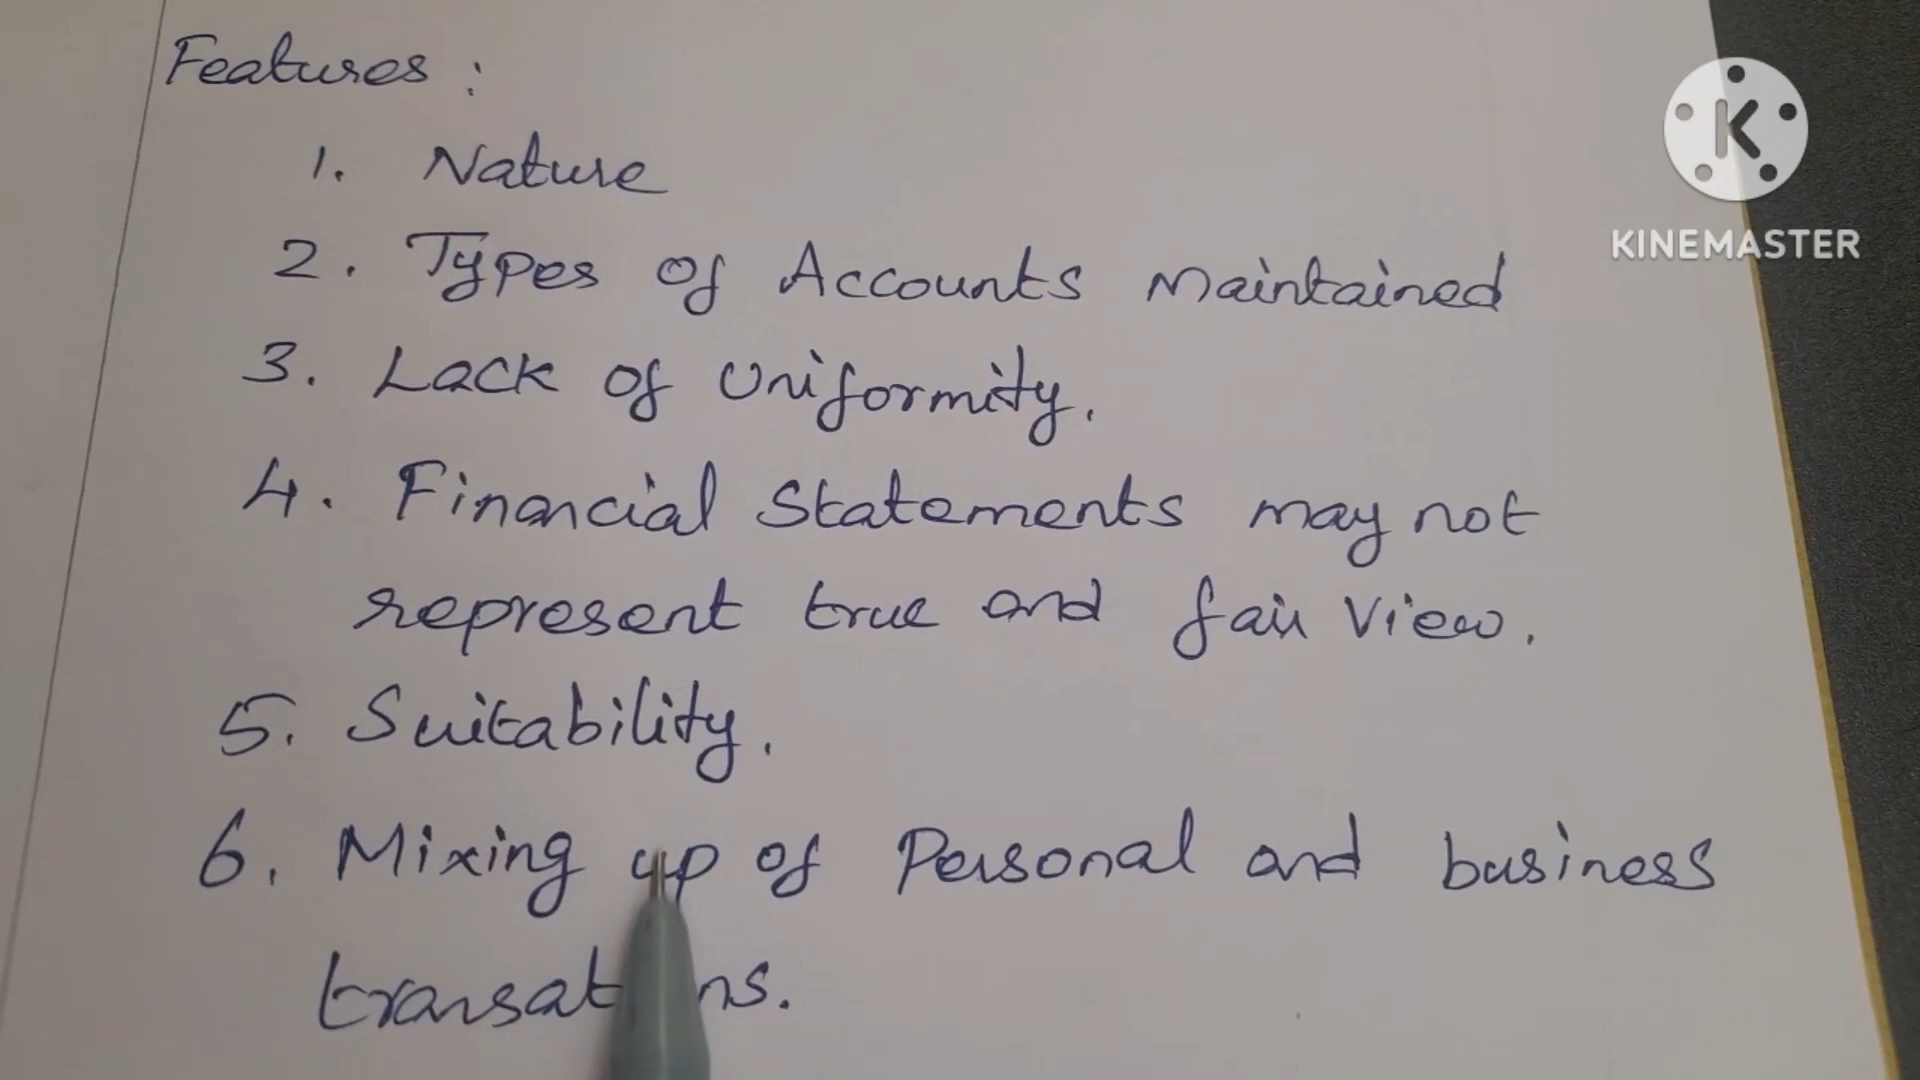 Features :
1. Nature
2. Types of Accounts Maintained
3. Lack of Uniformity.
4. Financial Statements may not
represent true and fair view.
5. Suitability.
6. Mixing up of Personal and business
KINEMASTER